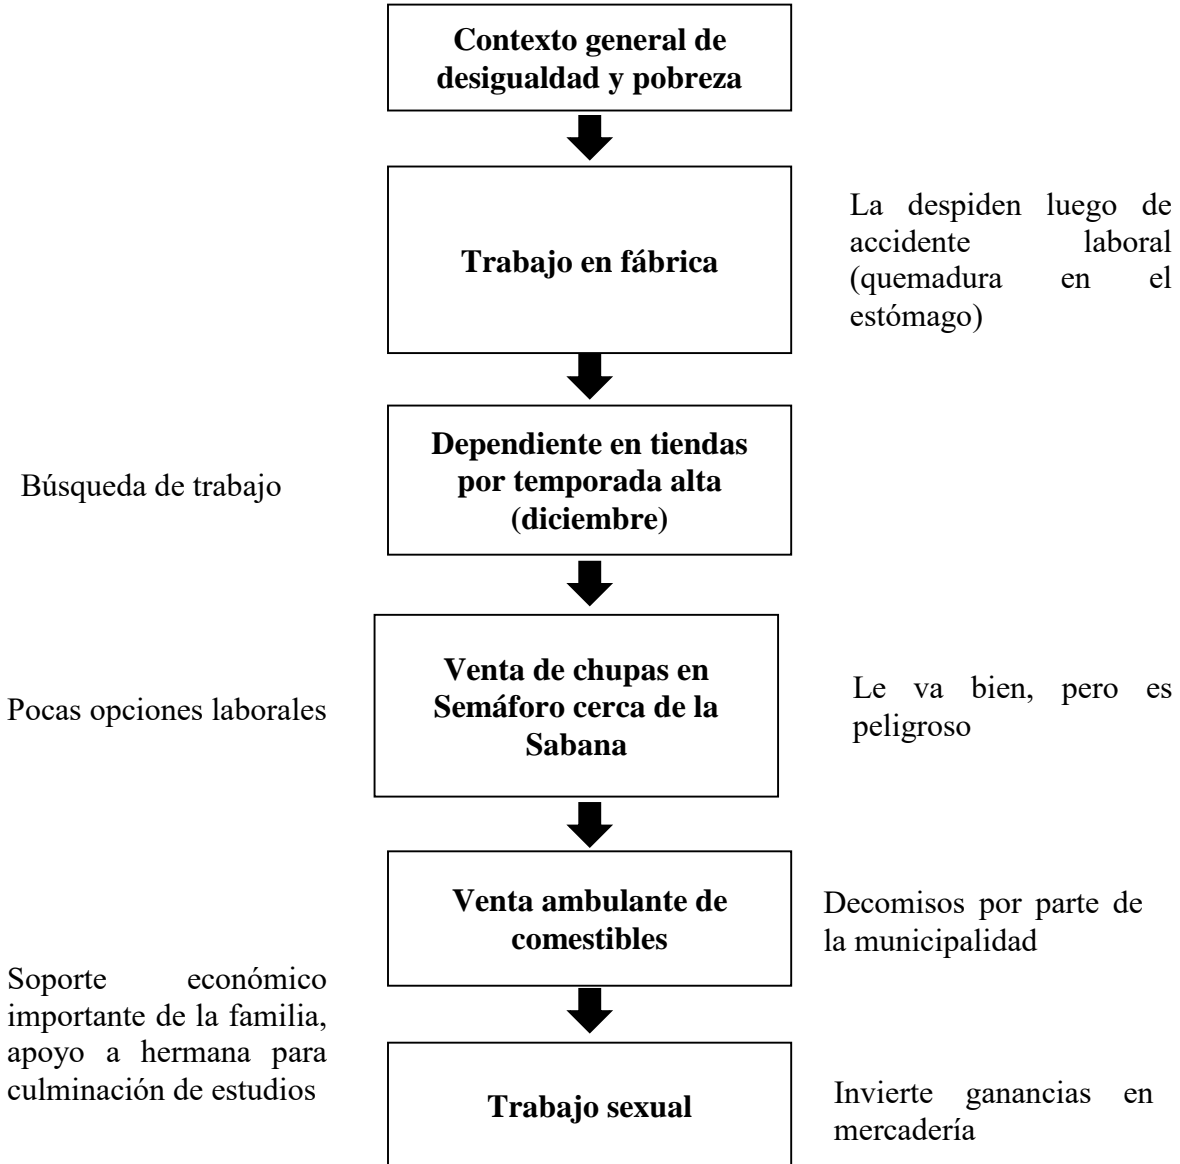 Contexto general de
desigualdad y pobreza
Trabajo en fábrica
La despiden luego de
accidente laboral
(quemadura en el
estómago)
Búsqueda de trabajo
Dependiente en tiendas
por temporada alta
(diciembre)
Pocas opciones laborales
Venta de chupas en
Semáforo cerca de la
Sabana
Le va bien, pero es
peligroso
Venta ambulante de
comestibles
Decomisos por parte de
la municipalidad
Soporte económico
importante de la familia,
apoyo a hermana para
culminación de estudios
Trabajo sexual
Invierte ganancias en
mercadería